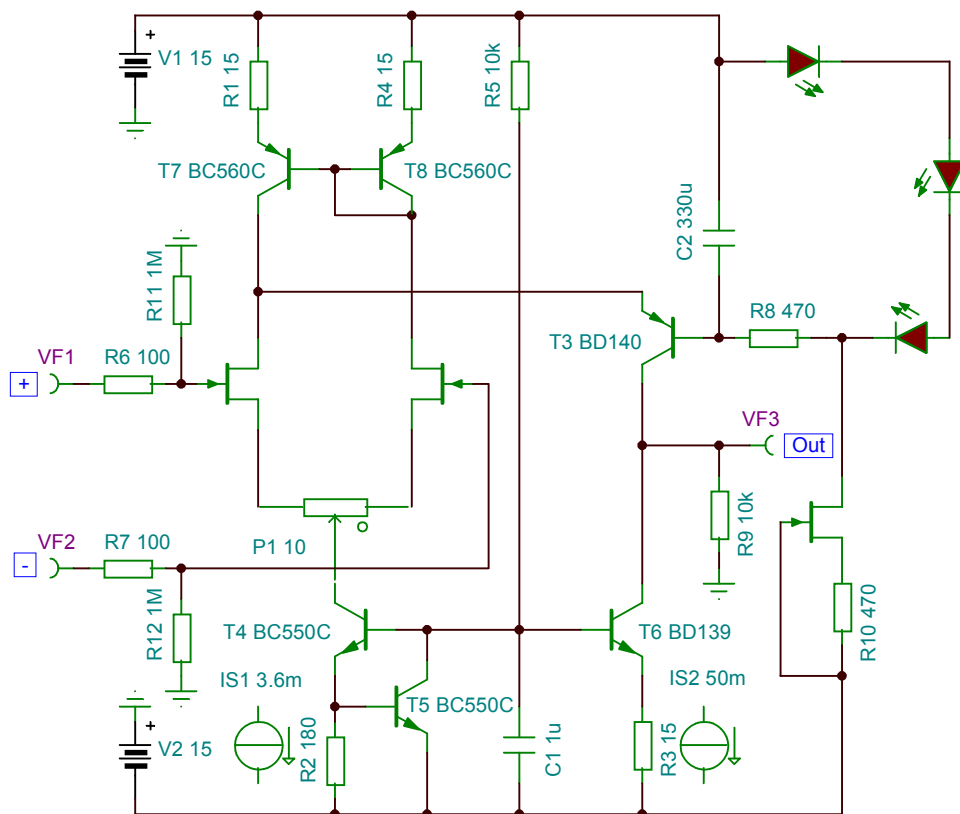 +
V1 15
R1 15
R4 15
R5 10k
T7 BC560C
T8 BC560C
C2 330u
R11 1M
R8 470
T3 BD140
VF1
R6 100
+
VF3
Out
R9 10k
P1 10
VF2
R7 100
-
R12 1M
T4 BC550C
T6 BD139
R10 470
IS1 3.6m
T5 BC550C
IS2 50m
+
V2 15
R2 180
C1 1u
R3 15